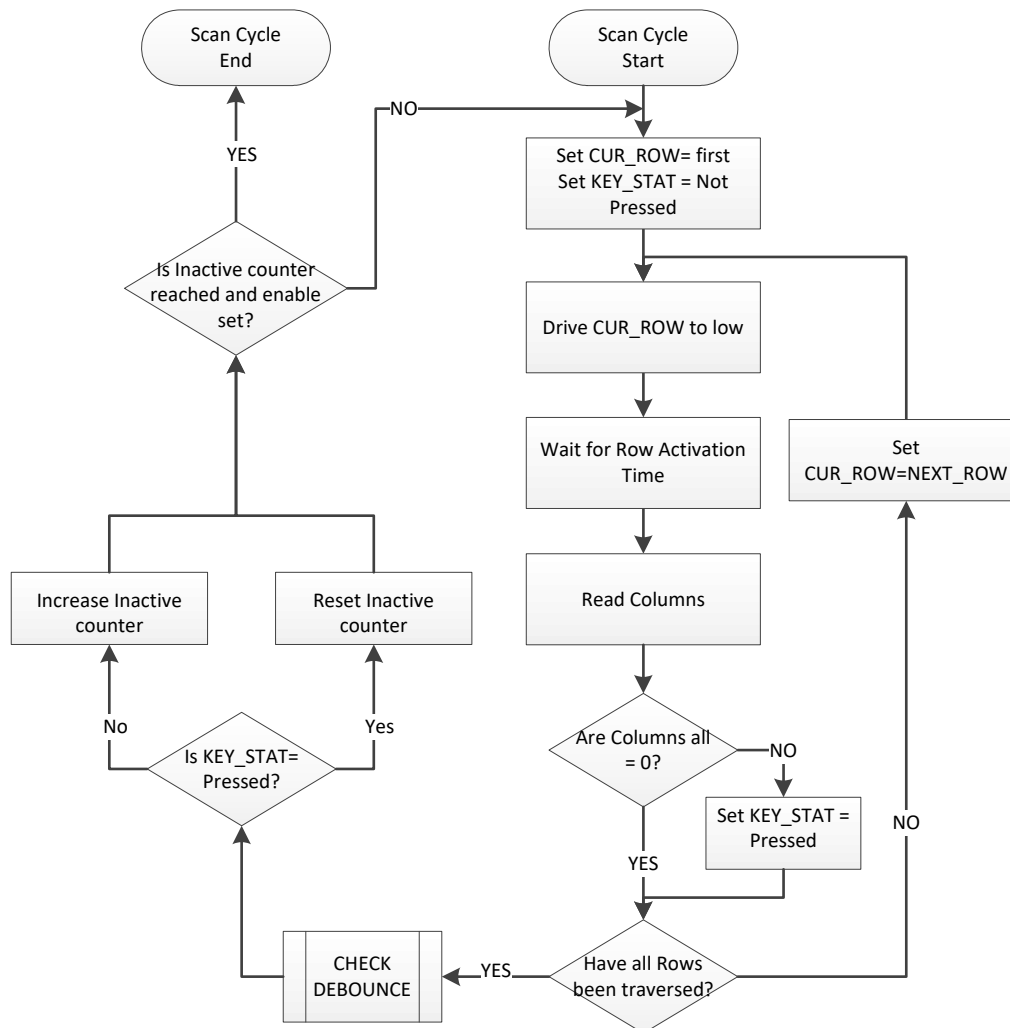 Scan Cycle
End
Scan Cycle
Start
NO
YES
Set CUR_ROW= first
Set KEY_STAT = Not
Pressed
Is Inactive counter
reached and enable
set?
Drive CUR_ROW to low
Wait for Row Activation
Time
Set
CUR_ROW=NEXT_ROW
Increase Inactive
counter
Reset Inactive
counter
Read Columns
No
Yes
Is KEY_STAT=
Pressed?
Are Columns all
= 0?
NO
Set KEY_STAT =
Pressed
NO
YES
CHECK
DEBOUNCE
YES
Have all Rows
been traversed?